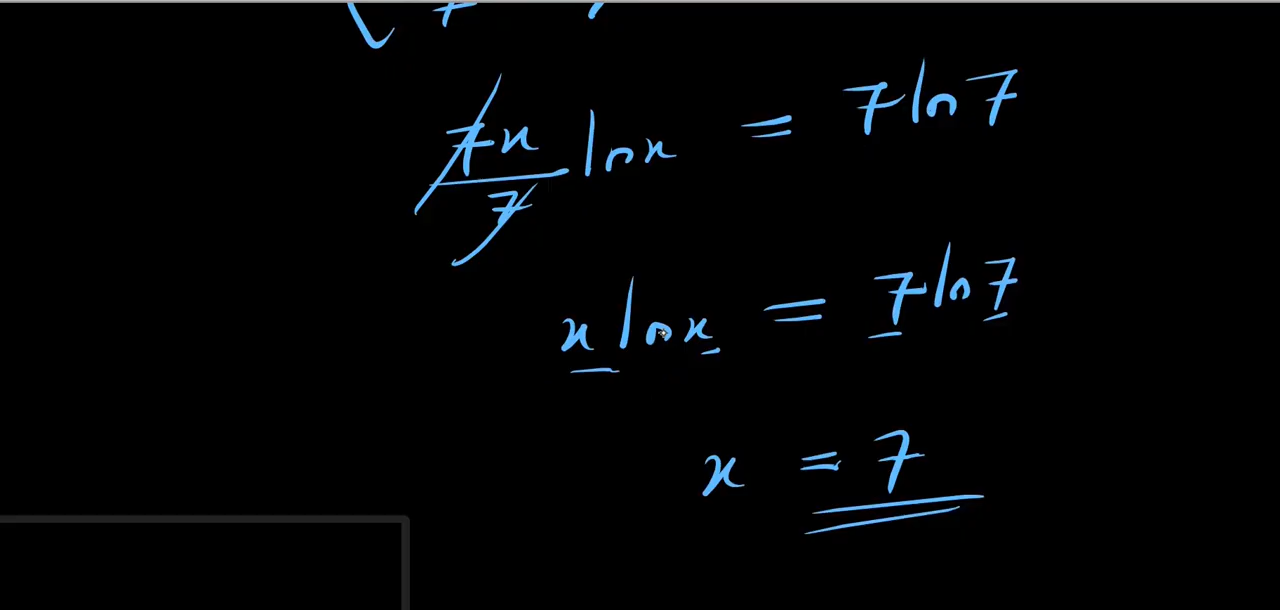 7x/7 ln x = 7 ln 7
x ln x = 7 ln 7
x = 7